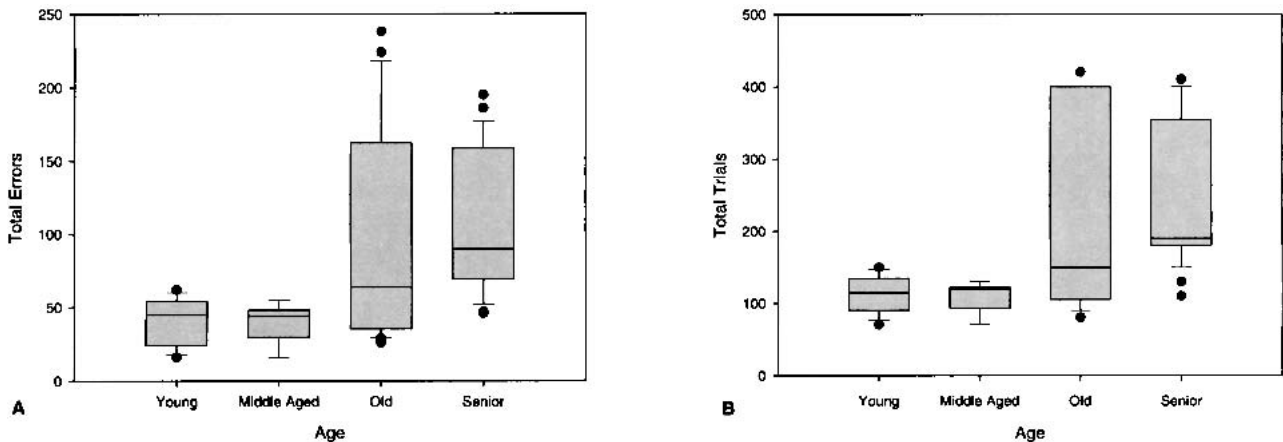 250
200
150
100
50
0
Total Errors
Young Middle Aged Old Senior
Age
A
500
400
300
200
100
0
Total Trials
Young Middle Aged Old Senior
Age
B